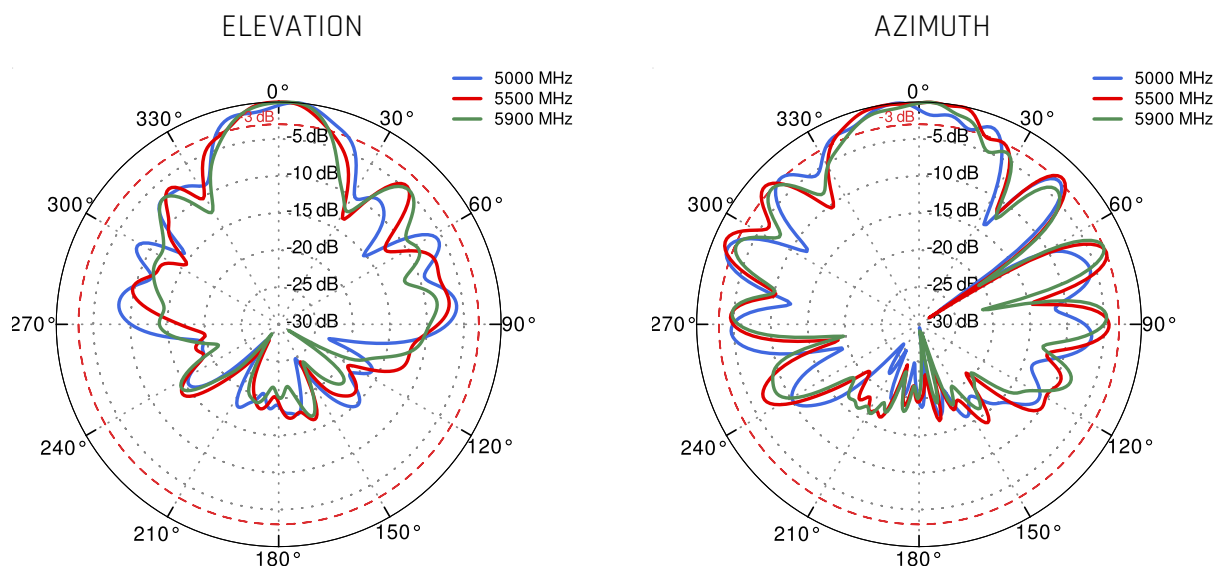 ELEVATION
5000 MHz
5500 MHz
5900 MHz
0°
30°
60°
90°
120°
150°
180°
210°
240°
270°
300°
330°
-3 dB
-5 dB
-10 dB
-15 dB
-20 dB
-25 dB
-30 dB
AZIMUTH
5000 MHz
5500 MHz
5900 MHz
0°
30°
60°
90°
120°
150°
180°
210°
240°
270°
300°
330°
-3 dB
-5 dB
-10 dB
-15 dB
-20 dB
-25 dB
-30 dB